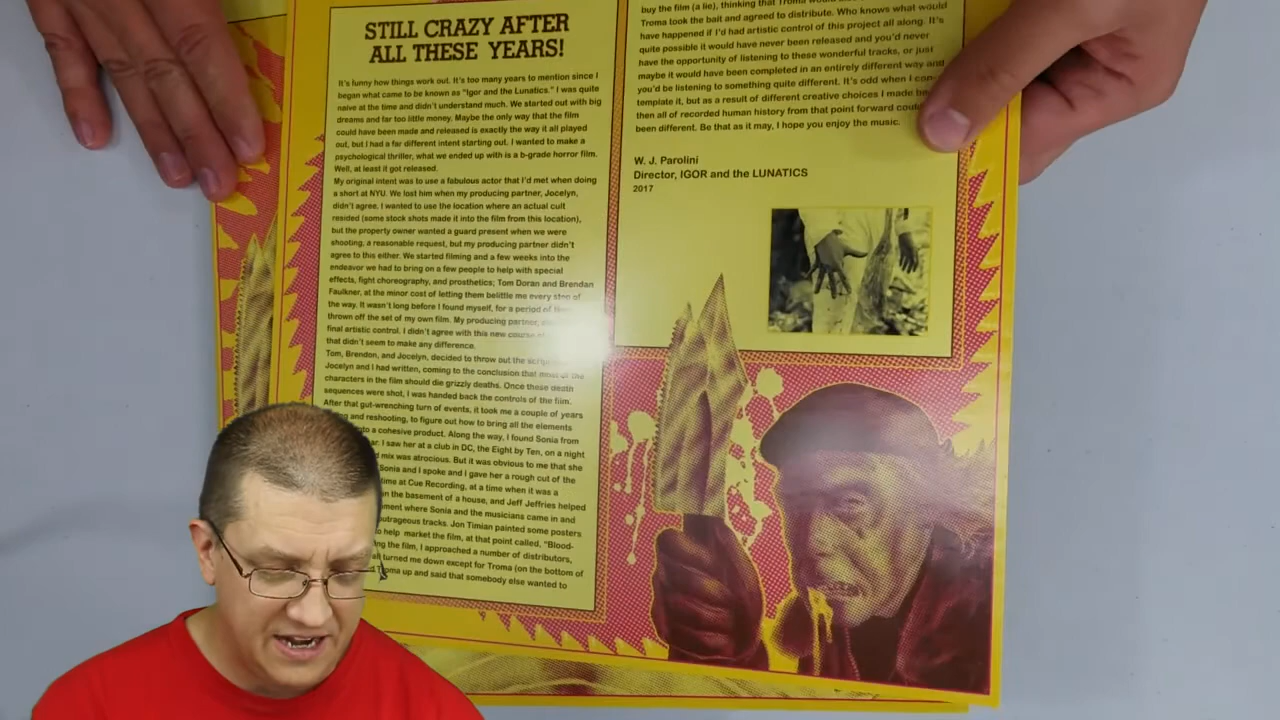 STILL CRAZY AFTER
ALL THESE YEARS!
It's funny how things work out. It's too many years to mention since I
began what came to be known as "Igor and the Lunatics." I was quite
naive at the time and didn't understand much. We started out with big
dreams and far too little money. Maybe the only way that the film
could have been made and released is exactly the way it all played
out, but I had a far different intent starting out. I wanted to make a
psychological thriller, what we ended up with is a b-grade horror film.
Well, at least it got released.
My original intent was to use a fabulous actor that I'd met when doing
a short at NYU. We lost him when my producing partner, Jocelyn,
didn't agree. I wanted to use the location where an actual cult
resided (some stock shots made it into the film from this location),
but the property owner wanted a guard present when we were
shooting, a reasonable request, but my producing partner didn't
agree to this either. We started filming and a few weeks into the
endeavor we had to bring on a few people to help with special
effects, fight choreography, and prosthetics; Tom Doran and Brendan
Faulkner, at the minor cost of letting them belittle me every step of
the way. It wasn't long before I found myself, for a period of time
thrown off the set of my own film. My producing partner,
final artistic control. I didn't agree with this new course
that didn't seem to make any difference.
Tom, Brendon, and Jocelyn, decided to throw out the script
Jocelyn and I had written, coming to the conclusion that most of the
characters in the film should die grizzly deaths. Once these death
sequences were shot, I was handed back the controls of the film.
After that gut-wrenching turn of events, it took me a couple of years
and reshooting, to figure out how to bring all the elements
into a cohesive product. Along the way, I found Sonia from
I saw her at a club in DC, the Eight by Ten, on a night
mix was atrocious. But it was obvious to me that she
Sonia and I spoke and I gave her a rough cut of the
time at Cue Recording, at a time when it was a
in the basement of a house, and Jeff Jeffries helped
where Sonia and the musicians came in and
outrageous tracks. Jon Timian painted some posters
to help market the film, at that point called, "Blood-
the film, I approached a number of distributors,
all turned me down except for Troma (on the bottom of
Troma up and said that somebody else wanted to
buy the film (a lie), thinking that Troma would
Troma took the bait and agreed to distribute. Who knows what would
have happened if I'd had artistic control of this project all along. It's
quite possible it would have never been released and you'd never
have the opportunity of listening to these wonderful tracks, or just
maybe it would have been completed in an entirely different way and
you'd be listening to something quite different. It's odd when I con-
template it, but as a result of different creative choices I made
then all of recorded human history from that point forward could
been different. Be that as it may, I hope you enjoy the music.
W. J. Parolini
Director, IGOR and the LUNATICS
2017